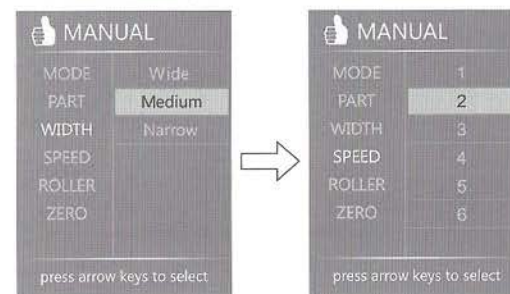 MANUAL
MODE Wide
PART Medium
WIDTH Narrow
SPEED
ROLLER
ZERO
press arrow keys to select
MANUAL
MODE 1
PART 2
WIDTH 3
SPEED 4
ROLLER 5
ZERO 6
press arrow keys to select